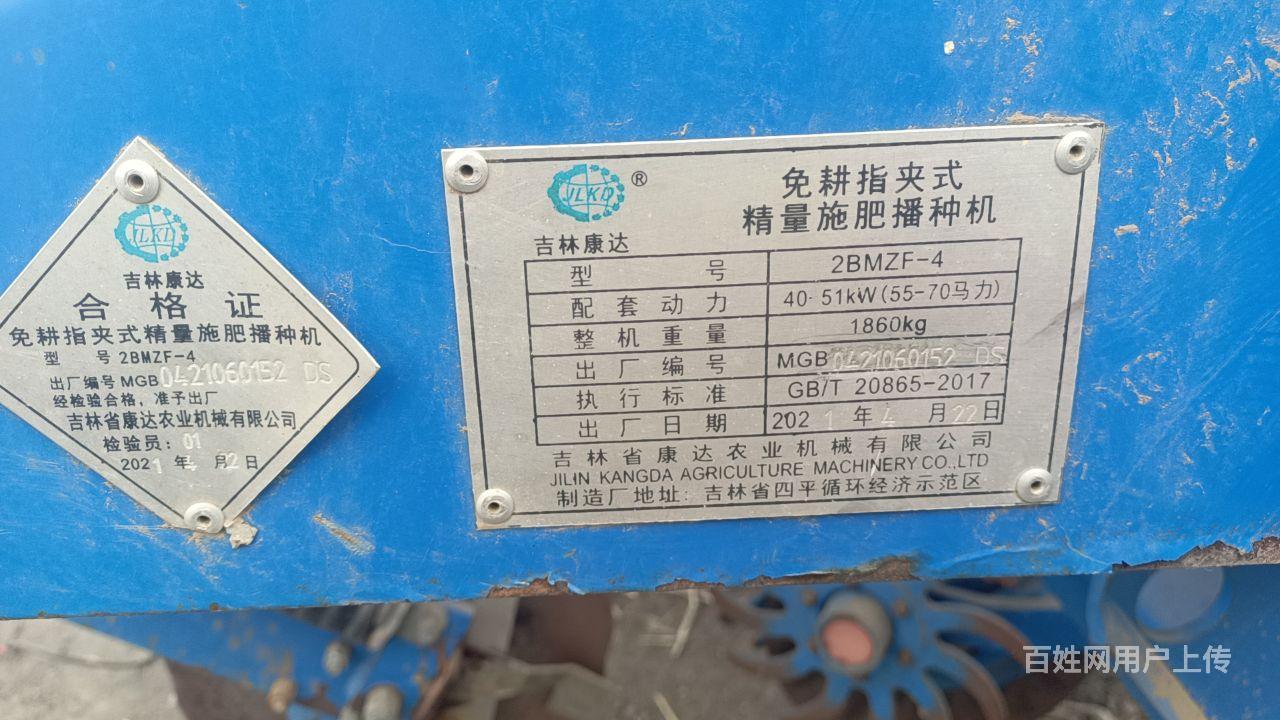 JLKD
吉林康达
合格证
免耕指夹式精量施肥播种机
型 号 2BMZF-4
出厂编号 MGB0421060152 DS
经检验合格，准予出厂
吉林省康达农业机械有限公司
检验员：01
2021 年 4 月 2 日
JLKD ®
吉林康达
免耕指夹式
精量施肥播种机
型 号 2BMZF-4
配套动力 40-51kW(55-70马力)
整机重量 1860kg
出厂编号 MGB0421060152 DS
执行标准 GB/T 20865-2017
出厂日期 2021 年 4 月 22 日
吉林省康达农业机械有限公司
JILIN KANGDA AGRICULTURE MACHINERY CO.,LTD
制造厂地址：吉林省四平循环经济示范区
百姓网用户上传